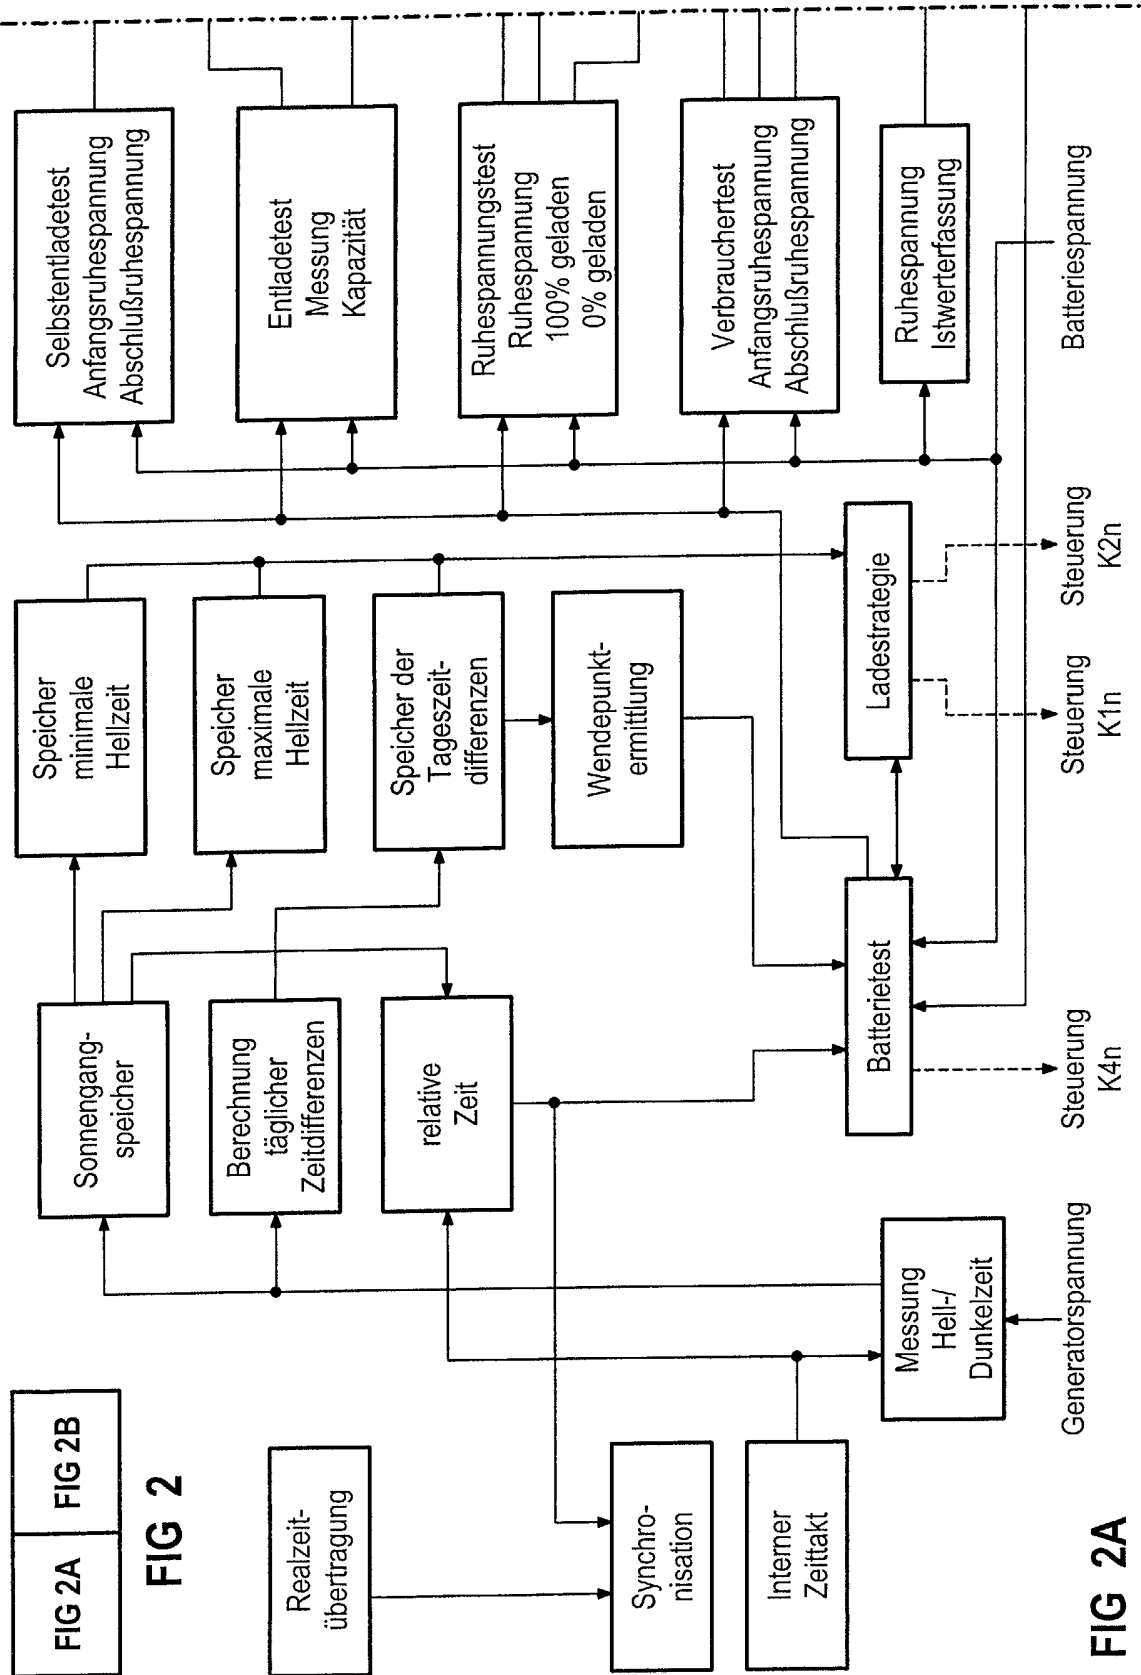 FIG 2A
FIG 2B
FIG 2
Realzeit-
übertragung
Synchro-
nisation
Interner
Zeittakt
Sonnengang-
speicher
Berechnung
täglicher
Zeitdifferenzen
relative
Zeit
Messung
Hell-/
Dunkelzeit
Generatorspannung
Speicher
minimale
Hellzeit
Speicher
maximale
Hellzeit
Speicher der
Tageszeit-
differenzen
Wendepunkt-
ermittlung
Batterietest
Ladestrategie
Steuerung
K4n
Steuerung
K1n
Steuerung
K2n
Selbstentladetest
Anfangsruhespannung
Abschlußruhespannung
Entladetest
Messung
Kapazität
Ruhespannungstest
Ruhespannung
100% geladen
0% geladen
Verbrauchertest
Anfangsruhespannung
Abschlußruhespannung
Ruhespannung
Istwerterfassung
Batteriespannung
FIG 2A